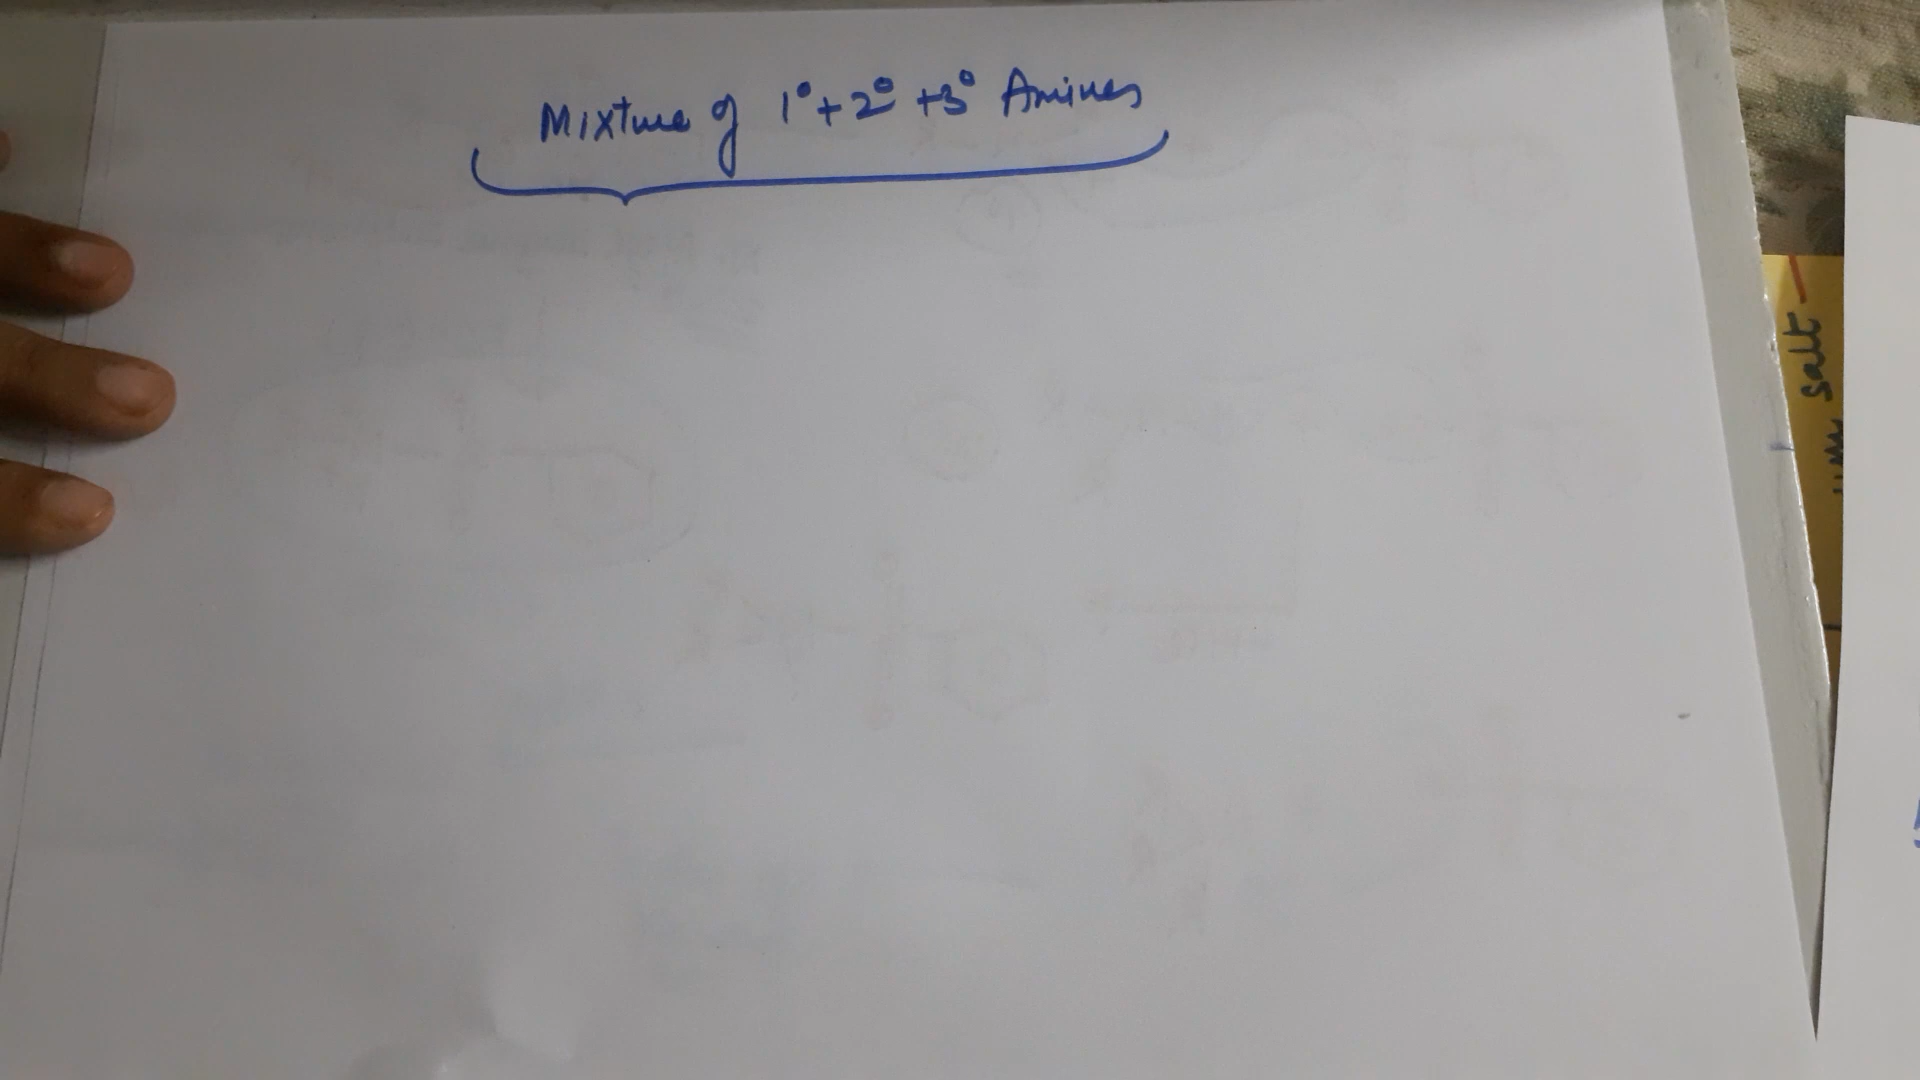 Mixture of 1° + 2° + 3° Amines
salt